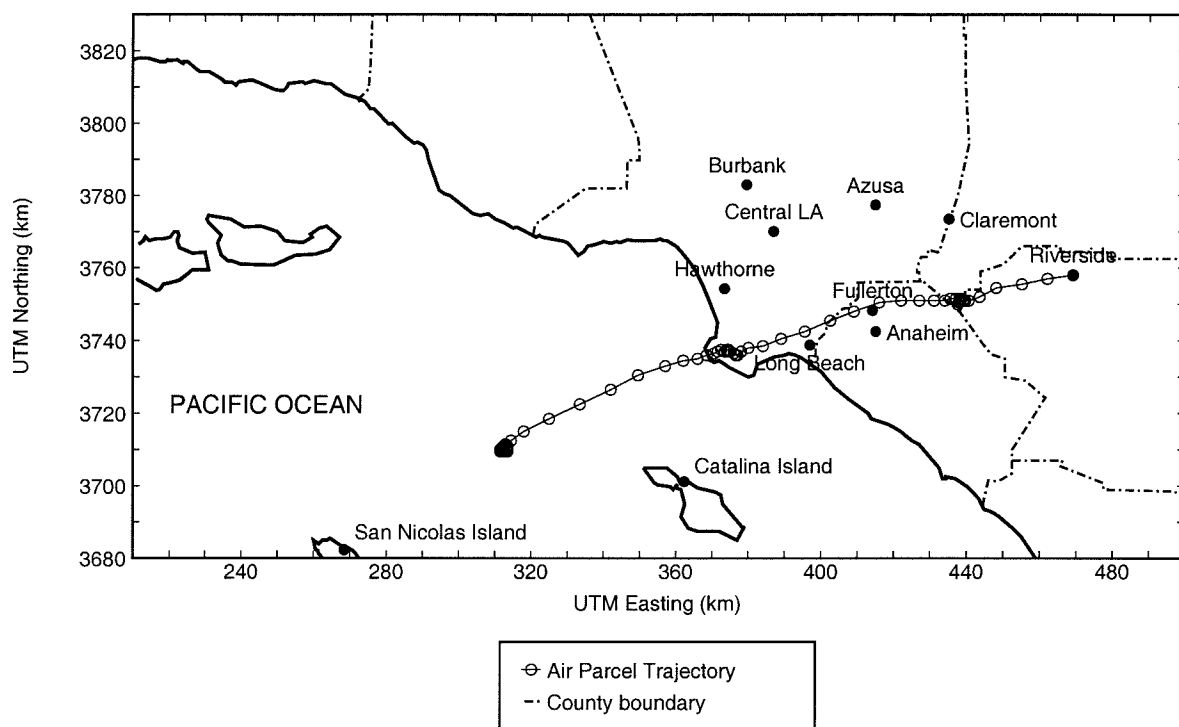 3820
3800
3780
3760
3740
3720
3700
3680
UTM Northing (km)
Burbank
Azusa
Central LA
Claremont
Hawthorne
Riverside
Fullerton
Anaheim
Long Beach
PACIFIC OCEAN
Catalina Island
San Nicolas Island
240 280 320 360 400 440 480
UTM Easting (km)
Air Parcel Trajectory
County boundary